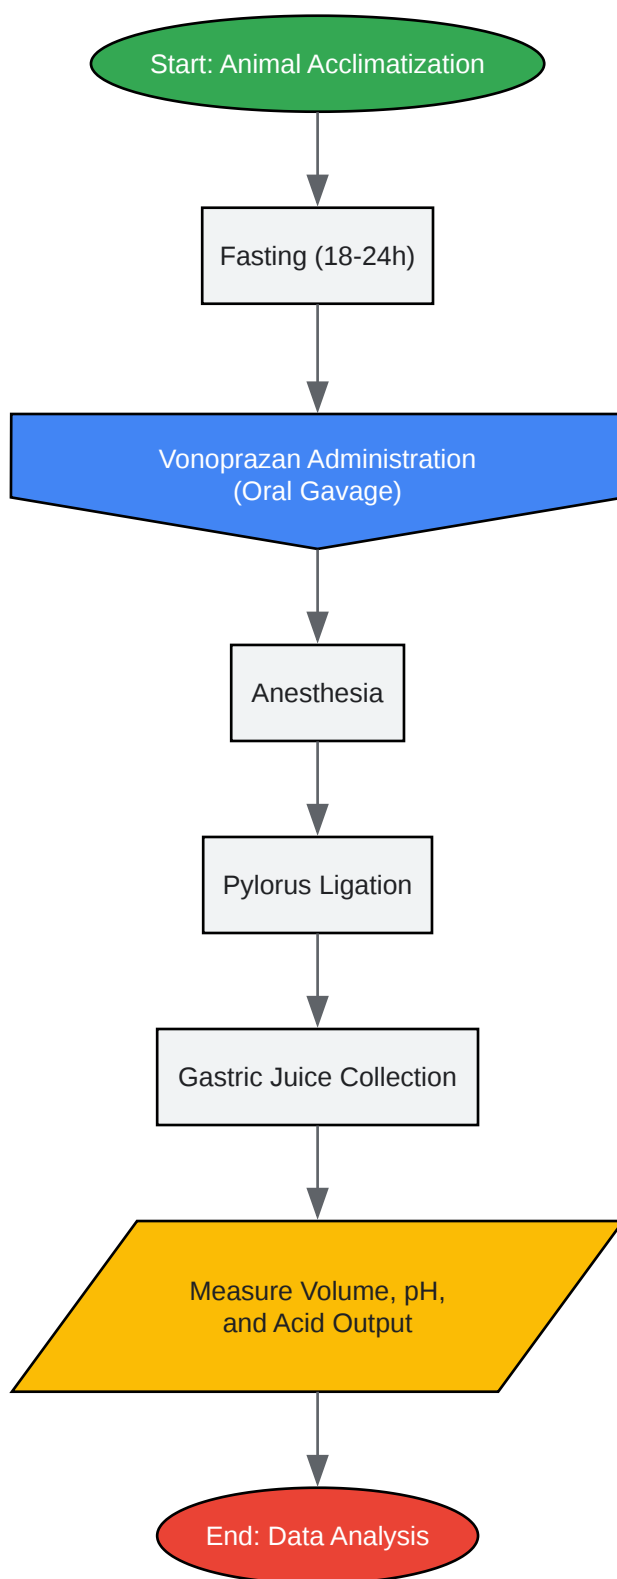 Start: Animal Acclimatization
Fasting (18-24h)
Vonoprazan Administration
(Oral Gavage)
Anesthesia
Pylorus Ligation
Gastric Juice Collection
Measure Volume, pH,
and Acid Output
End: Data Analysis